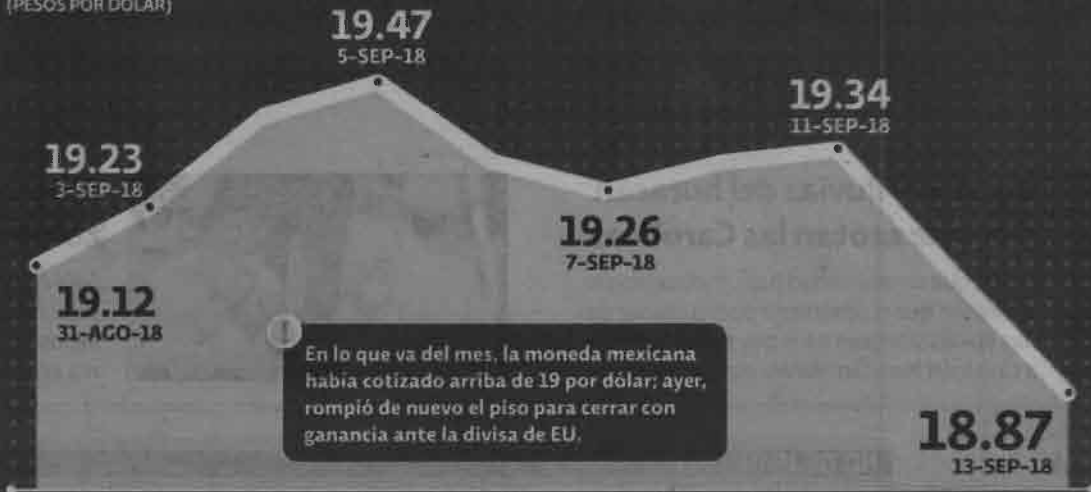 (PESOS POR DÓLAR)
19.47
5-SEP-18
19.34
11-SEP-18
19.23
3-SEP-18
19.26
7-SEP-18
19.12
31-AGO-18
En lo que va del mes, la moneda mexicana
había cotizado arriba de 19 por dólar; ayer,
rompió de nuevo el piso para cerrar con
ganancia ante la divisa de EU.
18.87
13-SEP-18